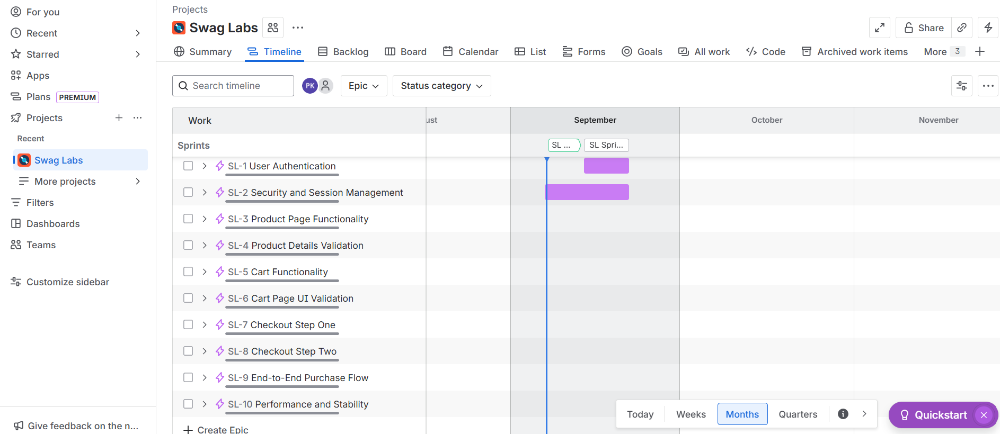 For you
Recent
Starred
Apps
Plans PREMIUM
Projects
Recent
Swag Labs
More projects
Filters
Dashboards
Teams
Customize sidebar
Give feedback on the n...
Projects
Swag Labs
Share
Summary Timeline Backlog Board Calendar List Forms Goals All work Code Archived work items More 3
Search timeline PK Epic Status category
Work ust September October November
Sprints SL ... SL Spri...
SL-1 User Authentication
SL-2 Security and Session Management
SL-3 Product Page Functionality
SL-4 Product Details Validation
SL-5 Cart Functionality
SL-6 Cart Page UI Validation
SL-7 Checkout Step One
SL-8 Checkout Step Two
SL-9 End-to-End Purchase Flow
SL-10 Performance and Stability
Create Epic
Today Weeks Months Quarters
Quickstart